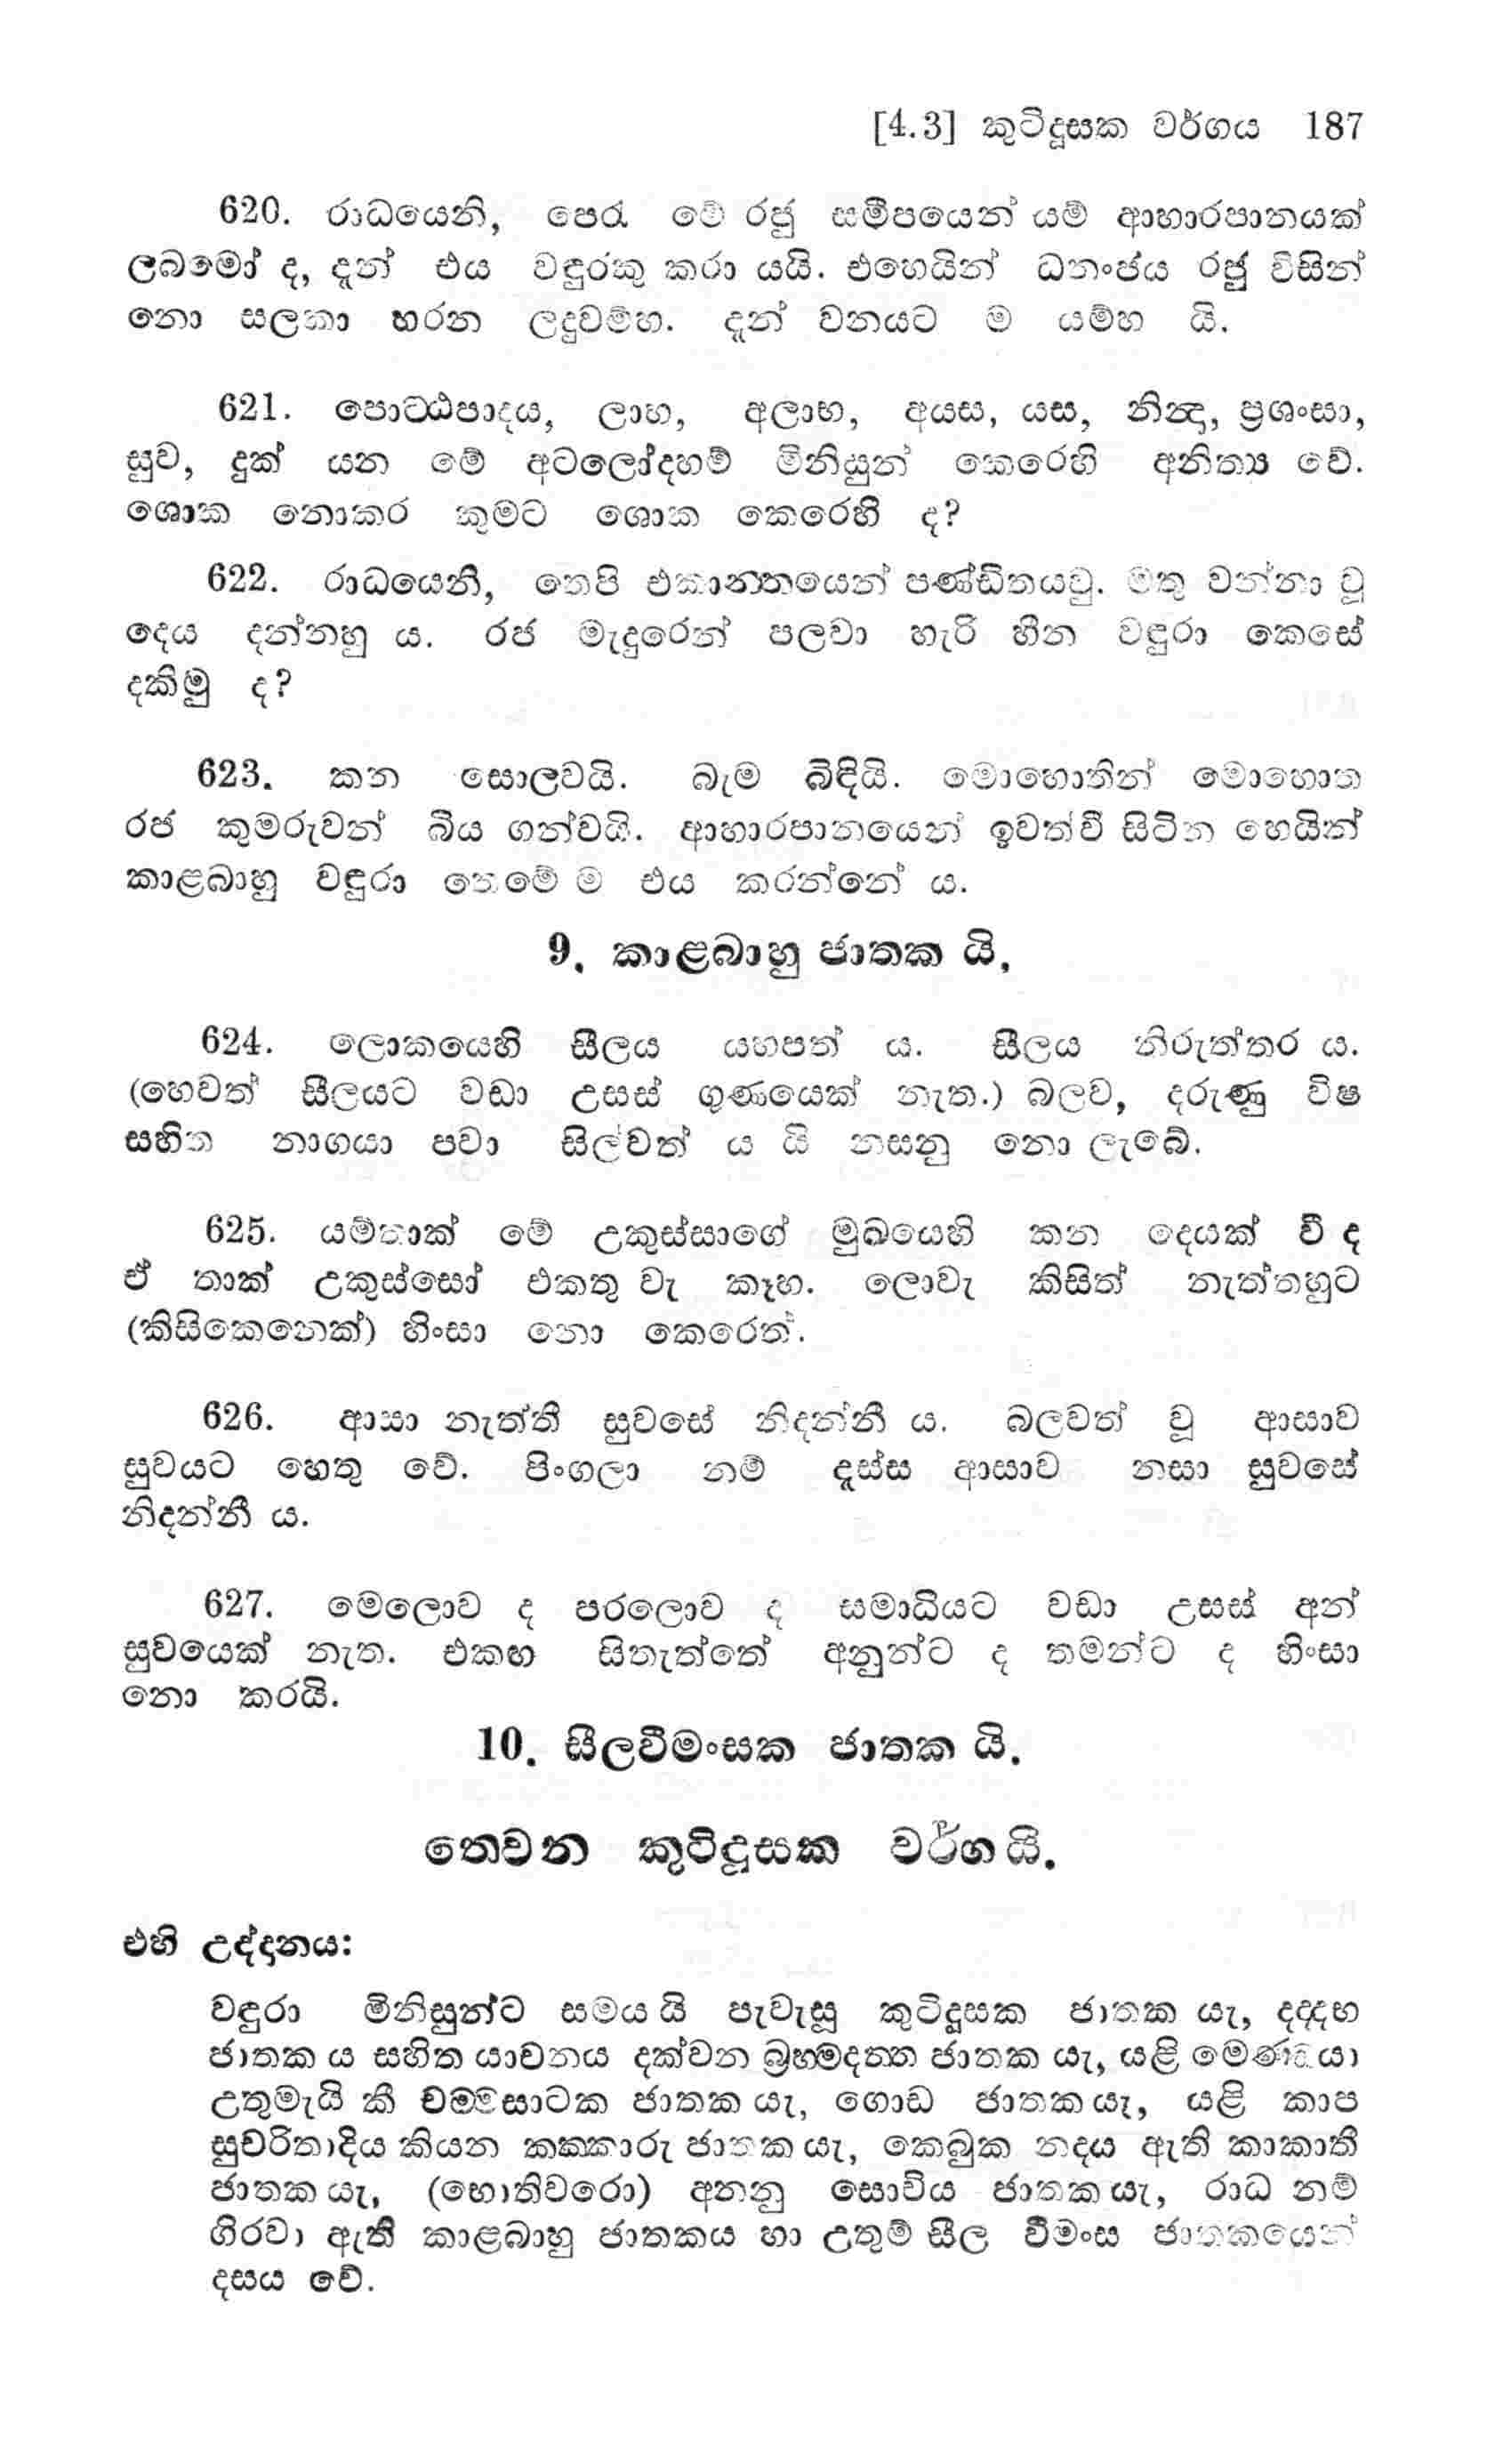 [4.3] කුටිදූසක වර්ගය 187
620. රාධයෙනි, පෙර මේ රජු සමීපයෙන් යම් ආහාරපානයක්
ලබමෝ ද, දැන් එය වඳුරකු කරා යයි. එහෙයින් ධනංජය රජු විසින්
නො සලකා හරන ලදුවම්හ. දැන් වනයට ම යම්හ යි.
621. පොට්ඨපාදය, ලාභ, අලාභ, අයස, යස, නින්‍දා, ප්‍රශංසා,
සුව, දුක් යන මේ අටලෝදහම් මිනියුන් කෙරෙහි අනිත්‍ය වේ.
ශොක නොකර කුමට ශොක කෙරෙහි ද?
622. රාධයෙනි, තෙපි එකාන්‍තයෙන් පණ්ඩිතයවු. මතු වන්නා වූ
දෙය දන්නහු ය. රජ මැදුරෙන් පලවා හැරි හීන වඳුරා කෙසේ
දකිමු ද?
623. කන සොලවයි. බැම බිඳියි. මොහොතින් මොහොත
රජ කුමරුවන් බිය ගන්වයි. ආහාරපානයෙන් ඉවත්වී සිටින හෙයින්
කාළබාහු වඳුරා තෙමේ ම එය කරන්නේ ය.
9. කාළබාහු ජාතක යි.
624. ලොකයෙහි සීලය යහපත් ය. සීලය නිරුත්තර ය.
(හෙවත් සීලයට වඩා උසස් ගුණයෙක් නැත.) බලව, දරුණු විෂ
සහිත නාගයා පවා සිල්වත් ය යි නසනු නො ලැබේ.
625. යම්තාක් මේ උකුස්සාගේ මුඛයෙහි කන දෙයක් වී ද
ඒ තාක් උකුස්සෝ එකතු වැ කෑහ. ලොවැ කිසිත් නැත්තහුට
(කිසිකෙනෙක්) හිංසා නො කෙරෙත්.
626. ආසා නැත්තී සුවසේ නිදන්නී ය. බලවත් වූ ආසාව
සුවයට හෙතු වේ. පිංගලා නම් දැස්ස ආසාව නසා සුවසේ
නිදන්නී ය.
627. මෙලොව ද පරලොව ද සමාධියට වඩා උසස් අන්
සුවයෙක් නැත. එකඟ සිතැත්තේ අනුන්ට ද තමන්ට ද හිංසා
නො කරයි.
10. සීලවීමංසක ජාතක යි.
තෙවන කුටිදූසක වර්ග යි.
එහි උද්දානය:
වඳුරා මිනිසුන්ට සමය යි පැවැසූ කුටිදූසක ජාතක යැ, දද්දභ
ජාතක ය සහිත යාචනය දක්වන බ්‍රහ්මදත්ත ජාතක යැ, යළි
උතුමැයි කී චම්මසාටක ජාතක යැ, ගොධ ජාතක යැ, යළි කාප
සුචරිතාදිය කියන කක්කාරු ජාතක යැ, කෙබුක නදය ඇති කාකාතී
ජාතක යැ, (භොතිවරො) අනනු සොචිය ජාතක යැ, රාධ නම්
ගිරවා ඇති කාළබාහු ජාතකය හා උතුම් සීල වීමංස ජාතකයෙන්
දසය වේ.